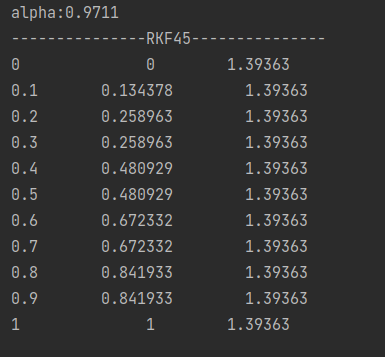 alpha:0.9711
---------------RKF45---------------
0 0 1.39363
0.1 0.134378 1.39363
0.2 0.258963 1.39363
0.3 0.258963 1.39363
0.4 0.480929 1.39363
0.5 0.480929 1.39363
0.6 0.672332 1.39363
0.7 0.672332 1.39363
0.8 0.841933 1.39363
0.9 0.841933 1.39363
1 1 1.39363